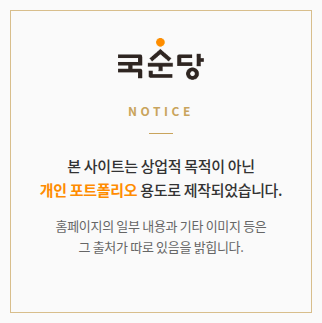 국순당
NOTICE
본 사이트는 상업적 목적이 아닌
개인 포트폴리오 용도로 제작되었습니다.
홈페이지의 일부 내용과 기타 이미지 등은
그 출처가 따로 있음을 밝힙니다.